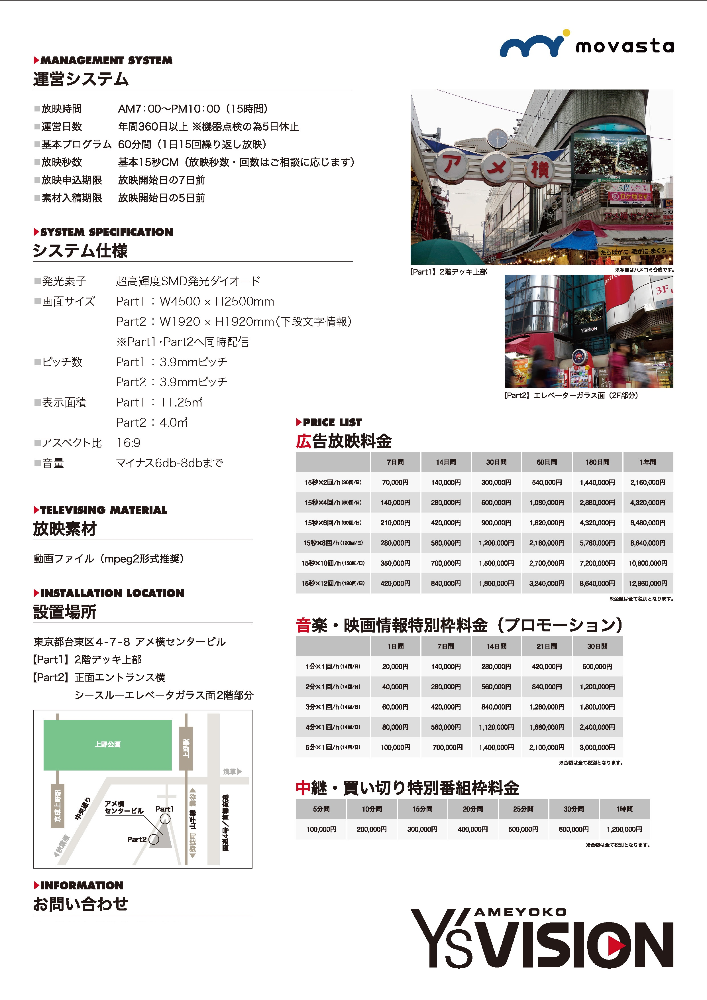 movasta
MANAGEMENT SYSTEM
運営システム
■放映時間 AM7:00〜PM10:00（15時間）
■運営日数 年間360日以上 ※機器点検の為5日休止
■基本プログラム 60分間（1日15回繰り返し放映）
■放映秒数 基本15秒CM（放映秒数・回数はご相談に応じます）
■放映申込期限 放映開始日の7日前
■素材入稿期限 放映開始日の5日前
SYSTEM SPECIFICATION
システム仕様
■発光素子 超高輝度SMD発光ダイオード
■画面サイズ Part1：W4500 × H2500mm
Part2：W1920 × H1920mm（下段文字情報）
※Part1・Part2へ同時配信
■ピッチ数 Part1：3.9mmピッチ
Part2：3.9mmピッチ
■表示面積 Part1：11.25㎡
Part2：4.0㎡
■アスペクト比 16:9
■音量 マイナス6db-8dbまで
アメ横
Y'sVISION
SMOKING AREA
アメ横女学園
ロケ地です
アメ横センタービル
アメ横センター
たらばがに 毛がに まぐろ
【Part1】2階デッキ上部
※写真はハメコミ合成です。
FESTIVAL
3F
Y'sVISION
【Part2】エレベーターガラス面（2F部分）
TELEVISING MATERIAL
放映素材
動画ファイル（mpeg2形式推奨）
INSTALLATION LOCATION
設置場所
東京都台東区4-7-8 アメ横センタービル
【Part1】2階デッキ上部
【Part2】正面エントランス横
シースルーエレベータガラス面2階部分
上野公園
上野駅
浅草
京成上野駅
中央通り
秋葉原
アメ横
センタービル
Part1
Part2
御徒町 山手線 鶯谷
国道4号／首都高速
INFORMATION
お問い合わせ
PRICE LIST
広告放映料金
7日間 14日間 30日間 60日間 180日間 1年間
15秒×2回/h（30回/日） 70,000円 140,000円 300,000円 540,000円 1,440,000円 2,160,000円
15秒×4回/h（60回/日） 140,000円 280,000円 600,000円 1,080,000円 2,880,000円 4,320,000円
15秒×6回/h（90回/日） 210,000円 420,000円 900,000円 1,620,000円 4,320,000円 6,480,000円
15秒×8回/h（120回/日） 280,000円 560,000円 1,200,000円 2,160,000円 5,760,000円 8,640,000円
15秒×10回/h（150回/日） 350,000円 700,000円 1,500,000円 2,700,000円 7,200,000円 10,800,000円
15秒×12回/h（180回/日） 420,000円 840,000円 1,800,000円 3,240,000円 8,640,000円 12,960,000円
※金額は全て税別となります。
音楽・映画情報特別枠料金（プロモーション）
1日間 7日間 14日間 21日間 30日間
1分×1回/h（14回/日） 20,000円 140,000円 280,000円 420,000円 600,000円
2分×1回/h（14回/日） 40,000円 280,000円 560,000円 840,000円 1,200,000円
3分×1回/h（14回/日） 60,000円 420,000円 840,000円 1,260,000円 1,800,000円
4分×1回/h（14回/日） 80,000円 560,000円 1,120,000円 1,680,000円 2,400,000円
5分×1回/h（14回/日） 100,000円 700,000円 1,400,000円 2,100,000円 3,000,000円
※金額は全て税別となります。
中継・買い切り特別番組枠料金
5分間 10分間 15分間 20分間 25分間 30分間 1時間
100,000円 200,000円 300,000円 400,000円 500,000円 600,000円 1,200,000円
※金額は全て税別となります。
AMEYOKO
Y'sVISION